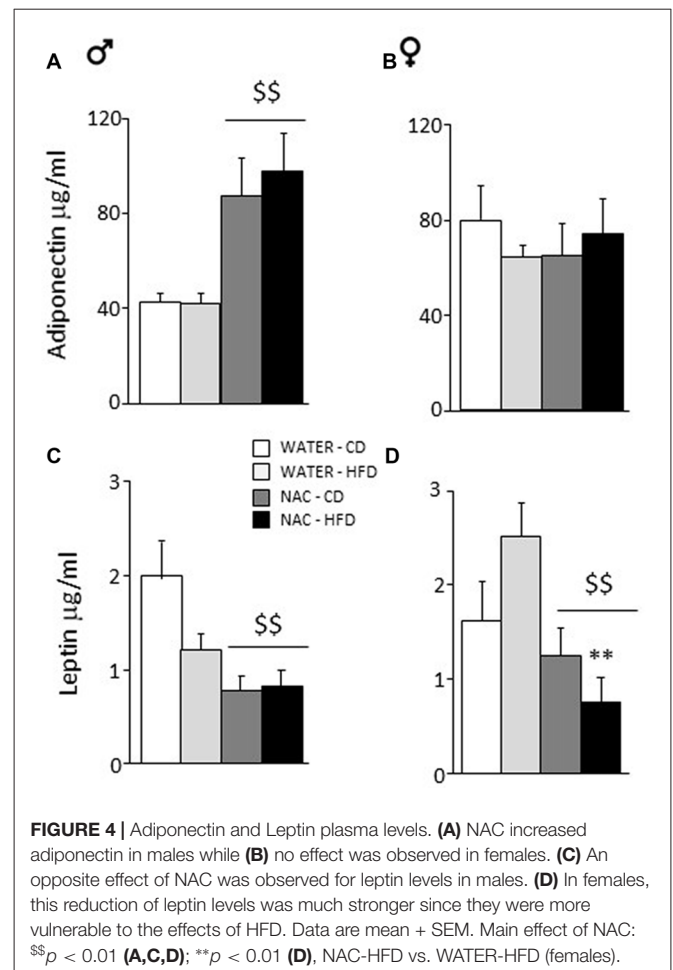 A ♂
B ♀
$$
Adiponectin µg/ml
120
80
40
0
120
80
40
0
C
WATER - CD
WATER - HFD
NAC - CD
NAC - HFD
D
Leptin µg/ml
3
2
1
0
$$
3
2
1
0
$$
**
FIGURE 4 | Adiponectin and Leptin plasma levels. (A) NAC increased
adiponectin in males while (B) no effect was observed in females. (C) An
opposite effect of NAC was observed for leptin levels in males. (D) In females,
this reduction of leptin levels was much stronger since they were more
vulnerable to the effects of HFD. Data are mean + SEM. Main effect of NAC:
$$p < 0.01 (A,C,D); **p < 0.01 (D), NAC-HFD vs. WATER-HFD (females).